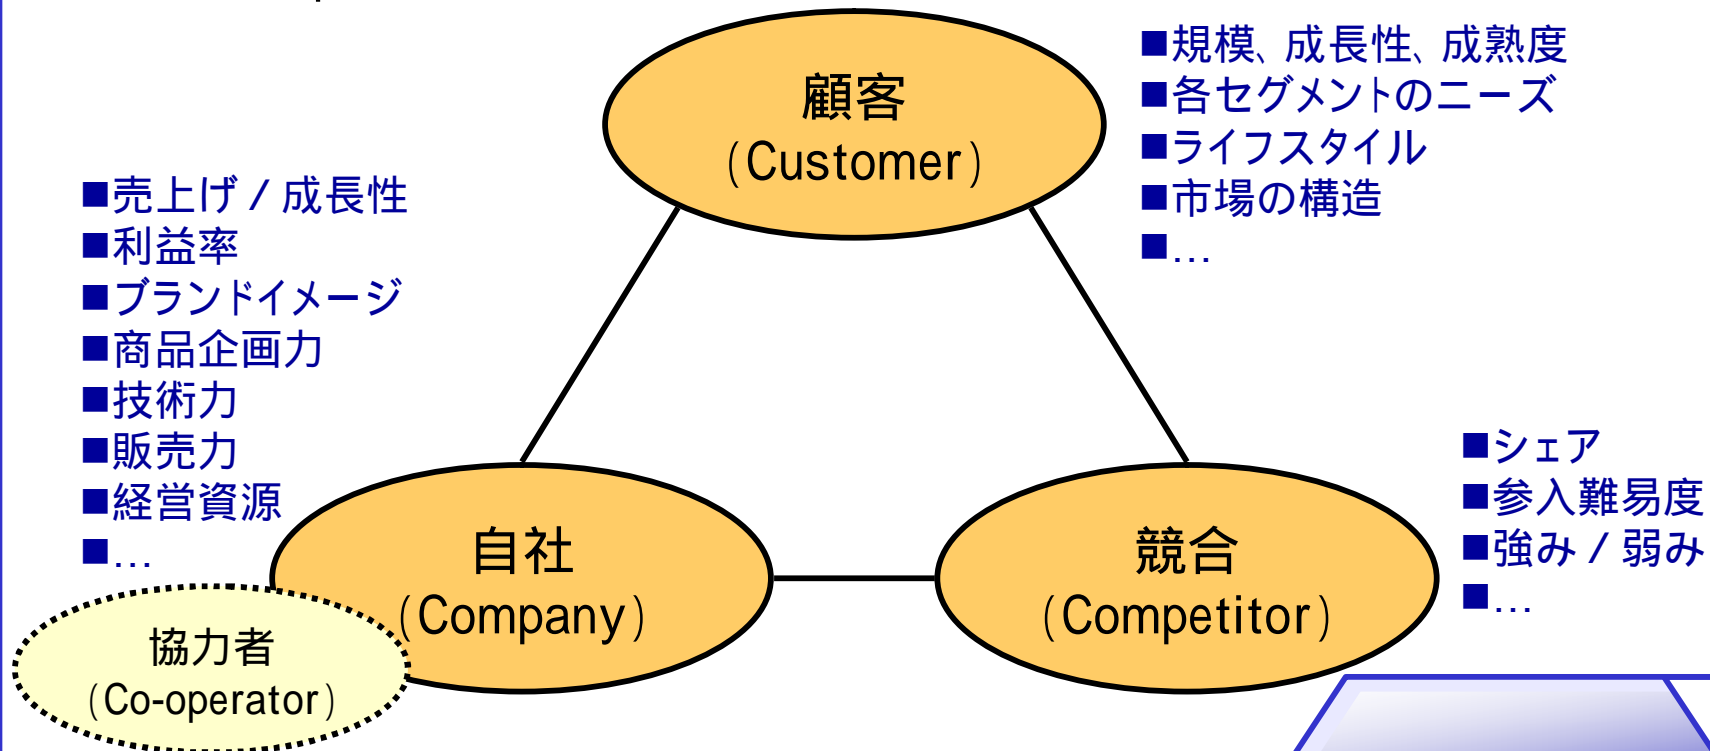 顧客
(Customer)
■規模、成長性、成熟度
■各セグメントのニーズ
■ライフスタイル
■市場の構造
■…
■売上げ / 成長性
■利益率
■ブランドイメージ
■商品企画力
■技術力
■販売力
■経営資源
■…
自社
(Company)
競合
(Competitor)
■シェア
■参入難易度
■強み / 弱み
■…
協力者
(Co-operator)